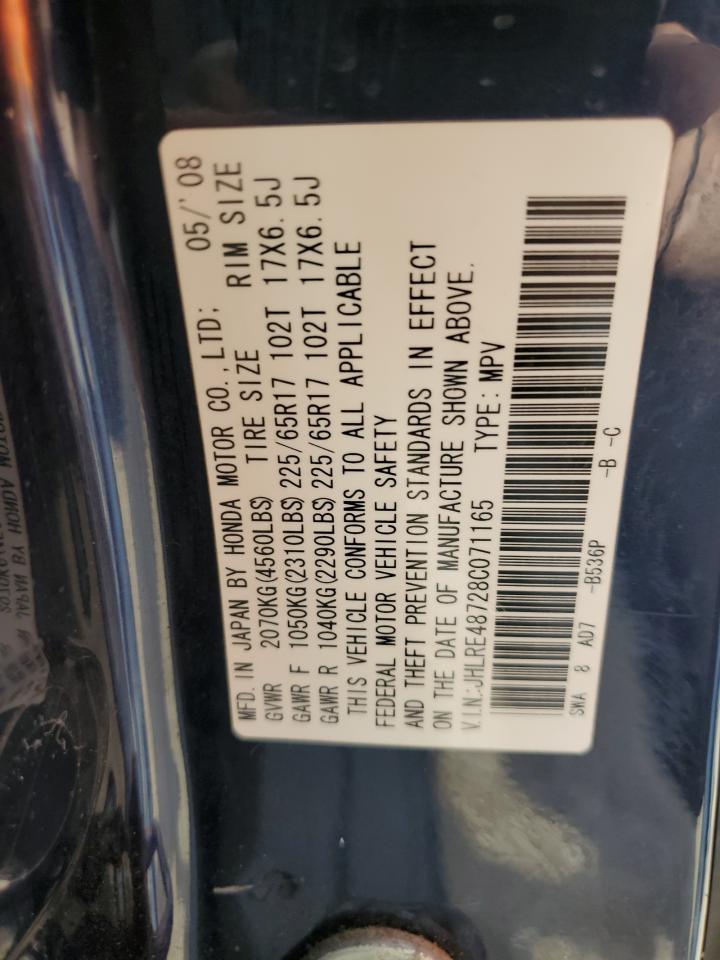 MFD. IN JAPAN BY HONDA MOTOR CO.,LTD; 05/'08
GVWR 2070KG(4560LBS) TIRE SIZE RIM SIZE
GAWR F 1050KG(2310LBS) 225/65R17 102T 17X6.5J
GAWR R 1040KG(2290LBS) 225/65R17 102T 17X6.5J
THIS VEHICLE CONFORMS TO ALL APPLICABLE
FEDERAL MOTOR VEHICLE SAFETY
AND THEFT PREVENTION STANDARDS IN EFFECT
ON THE DATE OF MANUFACTURE SHOWN ABOVE.
V.I.N.:JHLRE48728C071165 TYPE: MPV
SWA 8 AD7 -B536P -B -C